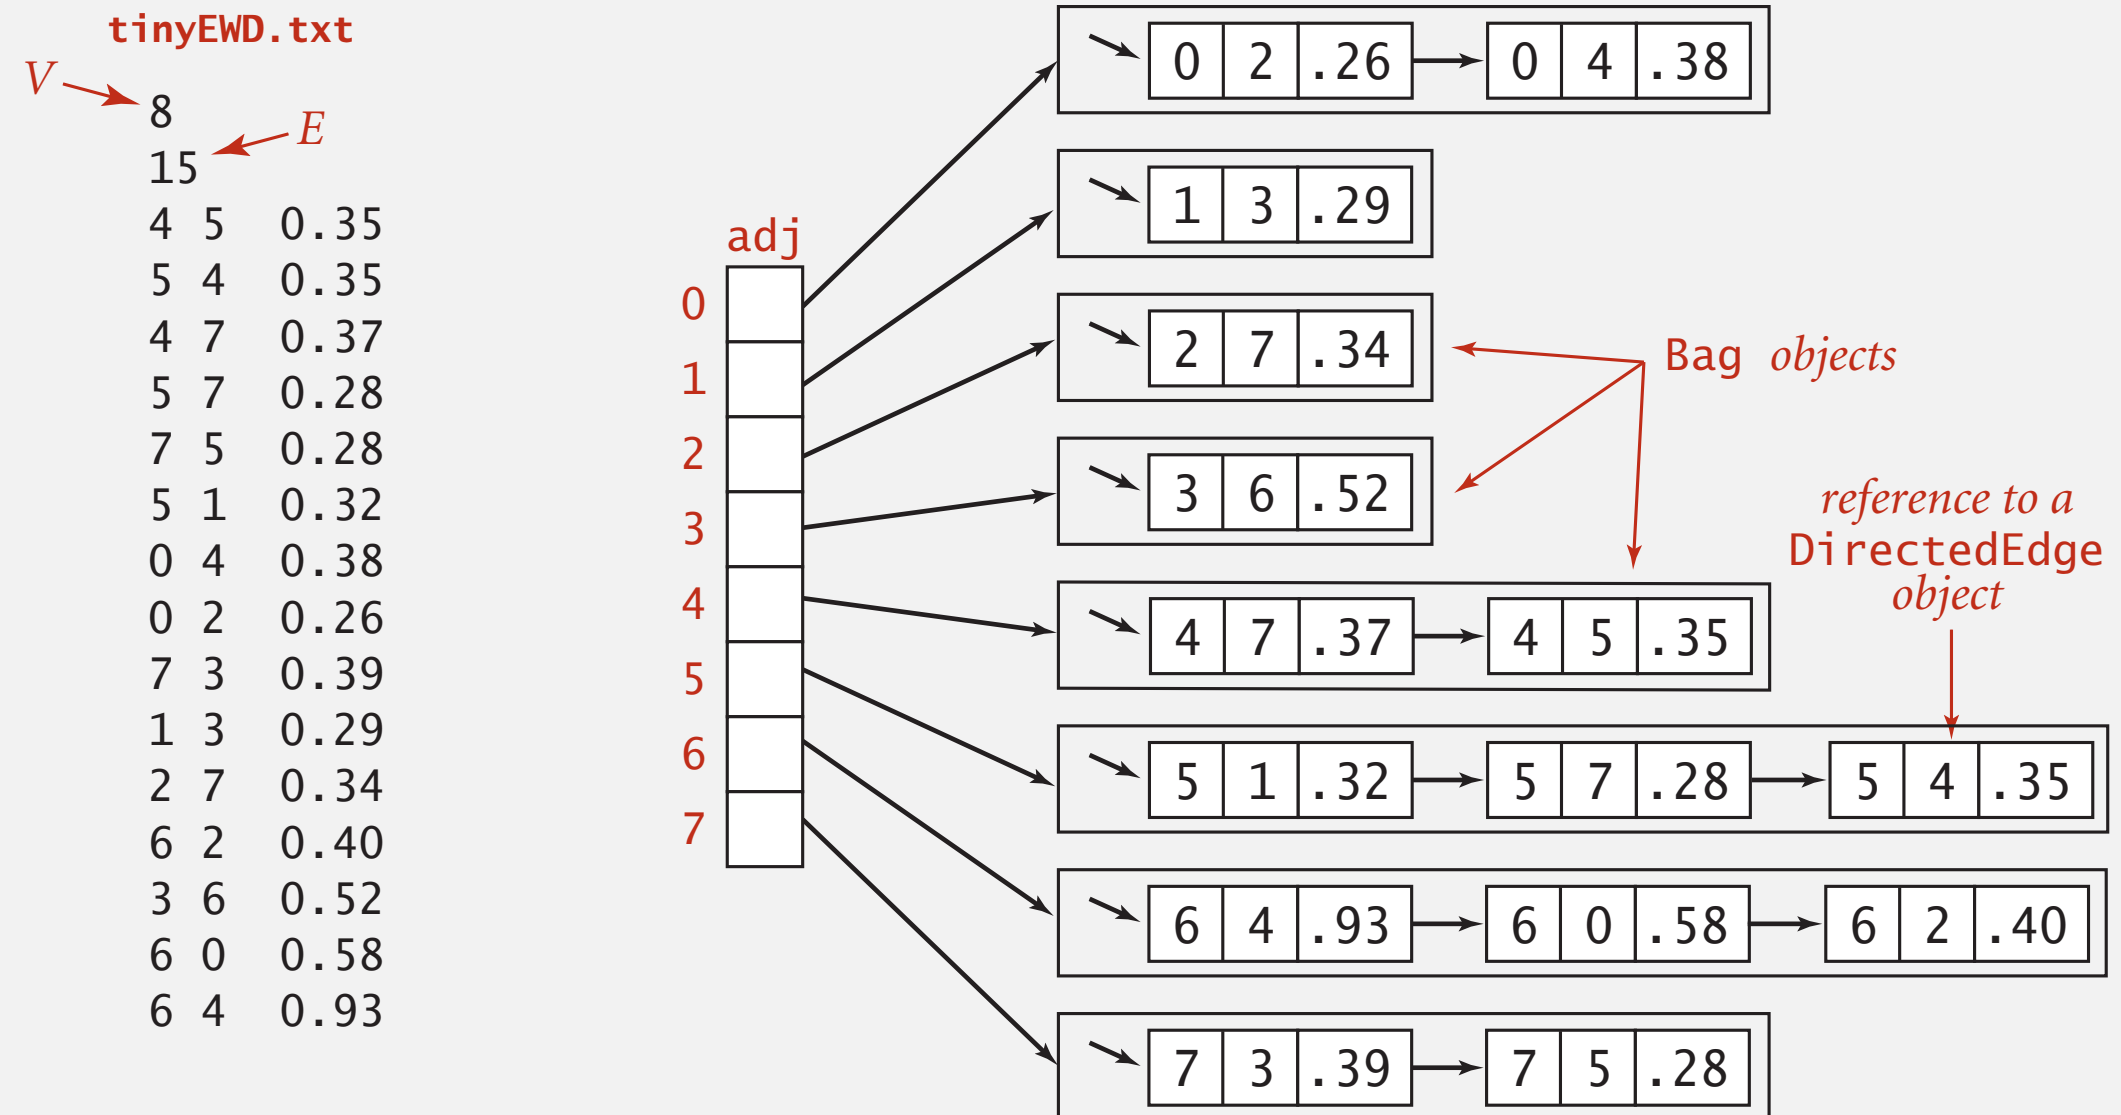 tinyEWD.txt
V
8
E
15
4 5 0.35
5 4 0.35
4 7 0.37
5 7 0.28
7 5 0.28
5 1 0.32
0 4 0.38
0 2 0.26
7 3 0.39
1 3 0.29
2 7 0.34
6 2 0.40
3 6 0.52
6 0 0.58
6 4 0.93
adj
0
1
2
3
4
5
6
7
0 2 .26 0 4 .38
1 3 .29
2 7 .34
3 6 .52
4 7 .37 4 5 .35
5 1 .32 5 7 .28 5 4 .35
6 4 .93 6 0 .58 6 2 .40
7 3 .39 7 5 .28
Bag objects
reference to a
DirectedEdge
object